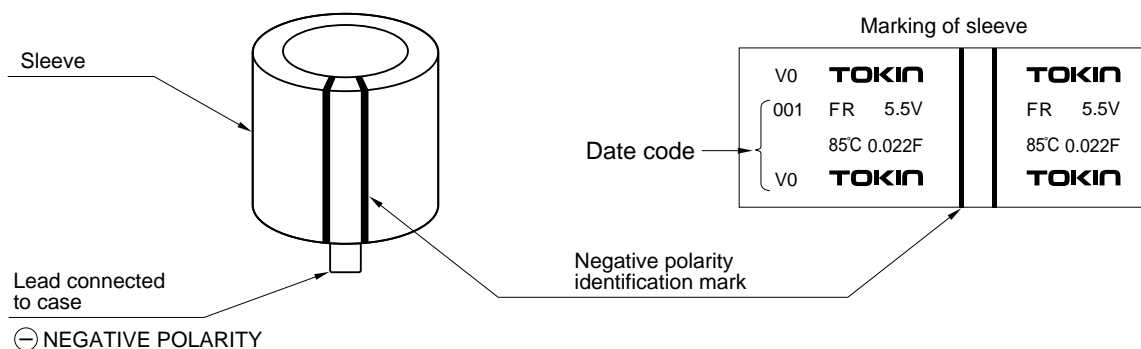 Marking of sleeve
Sleeve
V0 TOKIN TOKIN
001 FR 5.5V FR 5.5V
85℃ 0.022F 85℃ 0.022F
Date code
V0 TOKIN TOKIN
Negative polarity
identification mark
Lead connected
to case
⊖ NEGATIVE POLARITY